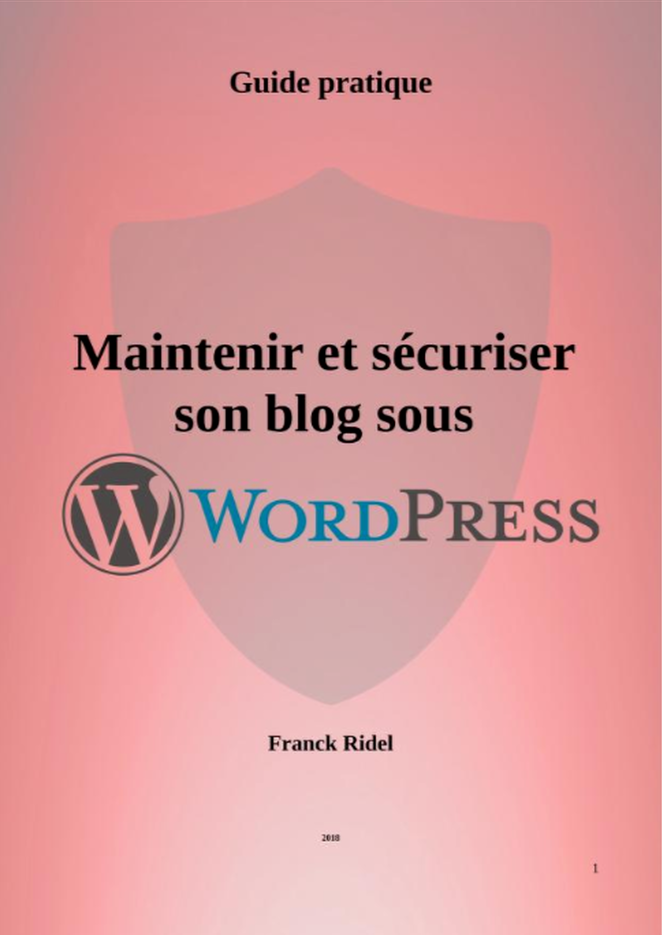 Guide pratique
Maintenir et sécuriser
son blog sous
WORDPRESS
Franck Ridel
2018
1